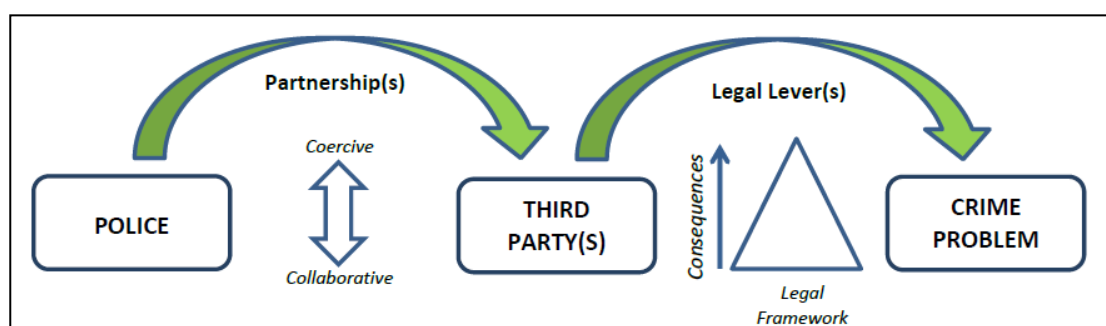 Partnership(s)
Legal Lever(s)
Coercive
Consequences
POLICE
THIRD
PARTY(S)
CRIME
PROBLEM
Collaborative
Legal
Framework